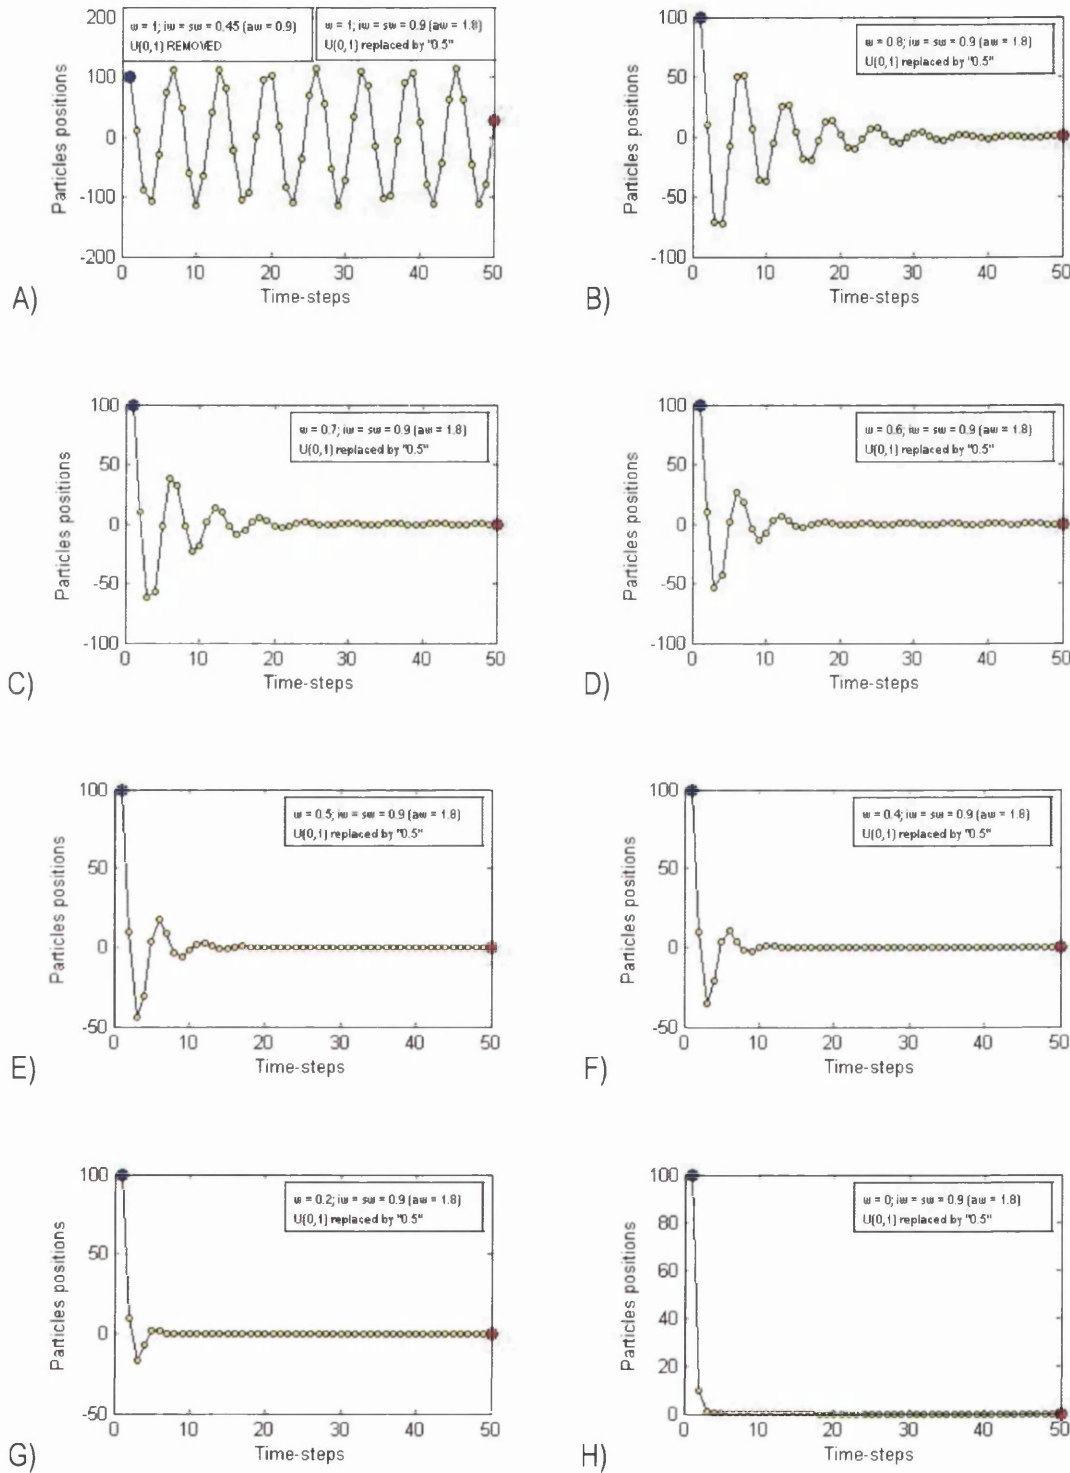 w = 1; iw = sw = 0.45 (aw = 0.9)
U(0,1) REMOVED
w = 1; iw = sw = 0.9 (aw = 1.8)
U(0,1) replaced by "0.5"
200
100
0
-100
-200
0 10 20 30 40 50
Particles positions
Time-steps
A)
w = 0.8; iw = sw = 0.9 (aw = 1.8)
U(0,1) replaced by "0.5"
100
50
0
-50
-100
0 10 20 30 40 50
Particles positions
Time-steps
B)
w = 0.7; iw = sw = 0.9 (aw = 1.8)
U(0,1) replaced by "0.5"
100
50
0
-50
-100
0 10 20 30 40 50
Particles positions
Time-steps
C)
w = 0.6; iw = sw = 0.9 (aw = 1.8)
U(0,1) replaced by "0.5"
100
50
0
-50
-100
0 10 20 30 40 50
Particles positions
Time-steps
D)
w = 0.5; iw = sw = 0.9 (aw = 1.8)
U(0,1) replaced by "0.5"
100
50
0
-50
0 10 20 30 40 50
Particles positions
Time-steps
E)
w = 0.4; iw = sw = 0.9 (aw = 1.8)
U(0,1) replaced by "0.5"
100
50
0
-50
0 10 20 30 40 50
Particles positions
Time-steps
F)
w = 0.2; iw = sw = 0.9 (aw = 1.8)
U(0,1) replaced by "0.5"
100
50
0
-50
0 10 20 30 40 50
Particles positions
Time-steps
G)
w = 0; iw = sw = 0.9 (aw = 1.8)
U(0,1) replaced by "0.5"
100
80
60
40
20
0
0 10 20 30 40 50
Particles positions
Time-steps
H)